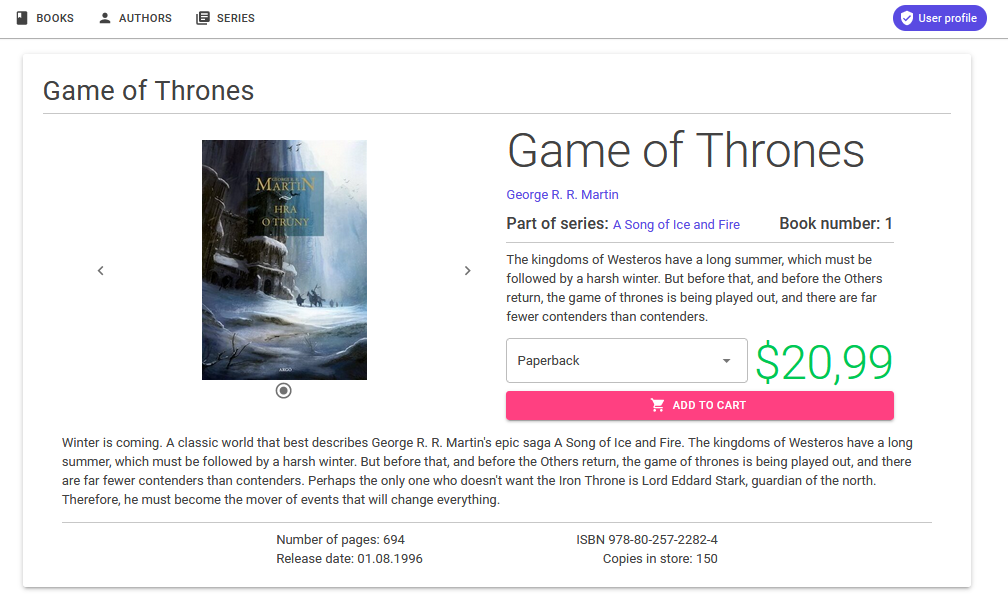 BOOKS AUTHORS SERIES User profile
Game of Thrones
GEORGE R. R.
MARTIN
HRA
O TRŮNY
ARGO
Game of Thrones
George R. R. Martin
Part of series: A Song of Ice and Fire Book number: 1
The kingdoms of Westeros have a long summer, which must be
followed by a harsh winter. But before that, and before the Others
return, the game of thrones is being played out, and there are far
fewer contenders than contenders.
Paperback $20,99
ADD TO CART
Winter is coming. A classic world that best describes George R. R. Martin's epic saga A Song of Ice and Fire. The kingdoms of Westeros have a long
summer, which must be followed by a harsh winter. But before that, and before the Others return, the game of thrones is being played out, and there
are far fewer contenders than contenders. Perhaps the only one who doesn't want the Iron Throne is Lord Eddard Stark, guardian of the north.
Therefore, he must become the mover of events that will change everything.
Number of pages: 694 ISBN 978-80-257-2282-4
Release date: 01.08.1996 Copies in store: 150